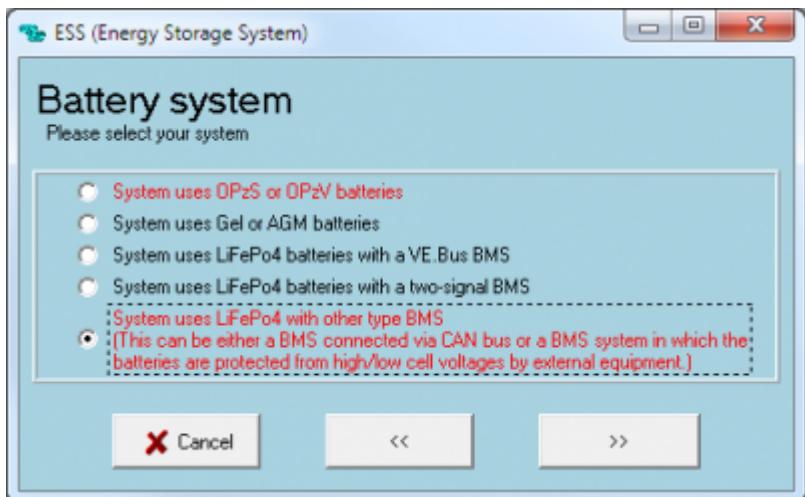 ESS (Energy Storage System)
Battery system
Please select your system
System uses OPzS or OPzV batteries
System uses Gel or AGM batteries
System uses LiFePo4 batteries with a VE.Bus BMS
System uses LiFePo4 batteries with a two-signal BMS
System uses LiFePo4 with other type BMS
(This can be either a BMS connected via CAN bus or a BMS system in which the
batteries are protected from high/low cell voltages by external equipment.)
Cancel
<<
>>